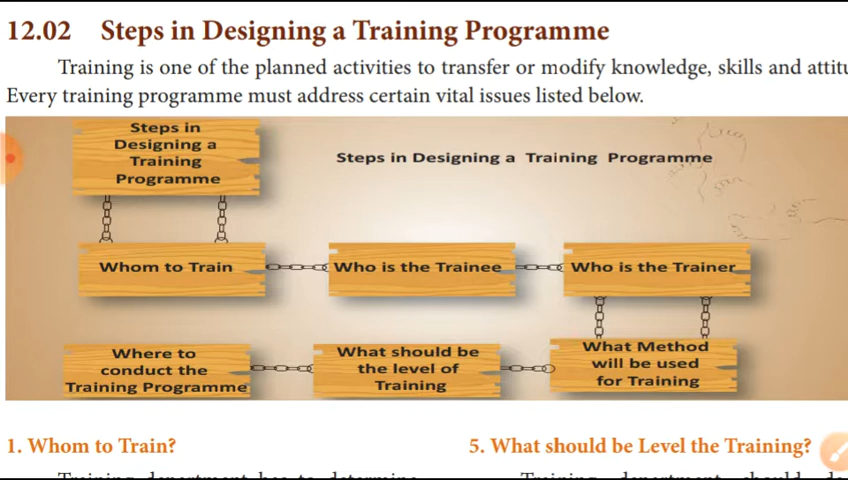 12.02 Steps in Designing a Training Programme
Training is one of the planned activities to transfer or modify knowledge, skills and
Every training programme must address certain vital issues listed below.
Steps in
Designing a
Training
Programme
Steps in Designing a Training Programme
Whom to Train
Who is the Trainee
Who is the Trainer
Where to
conduct the
Training Programme
What should be
the level of
Training
What Method
will be used
for Training
1. Whom to Train?
5. What should be Level the Training?